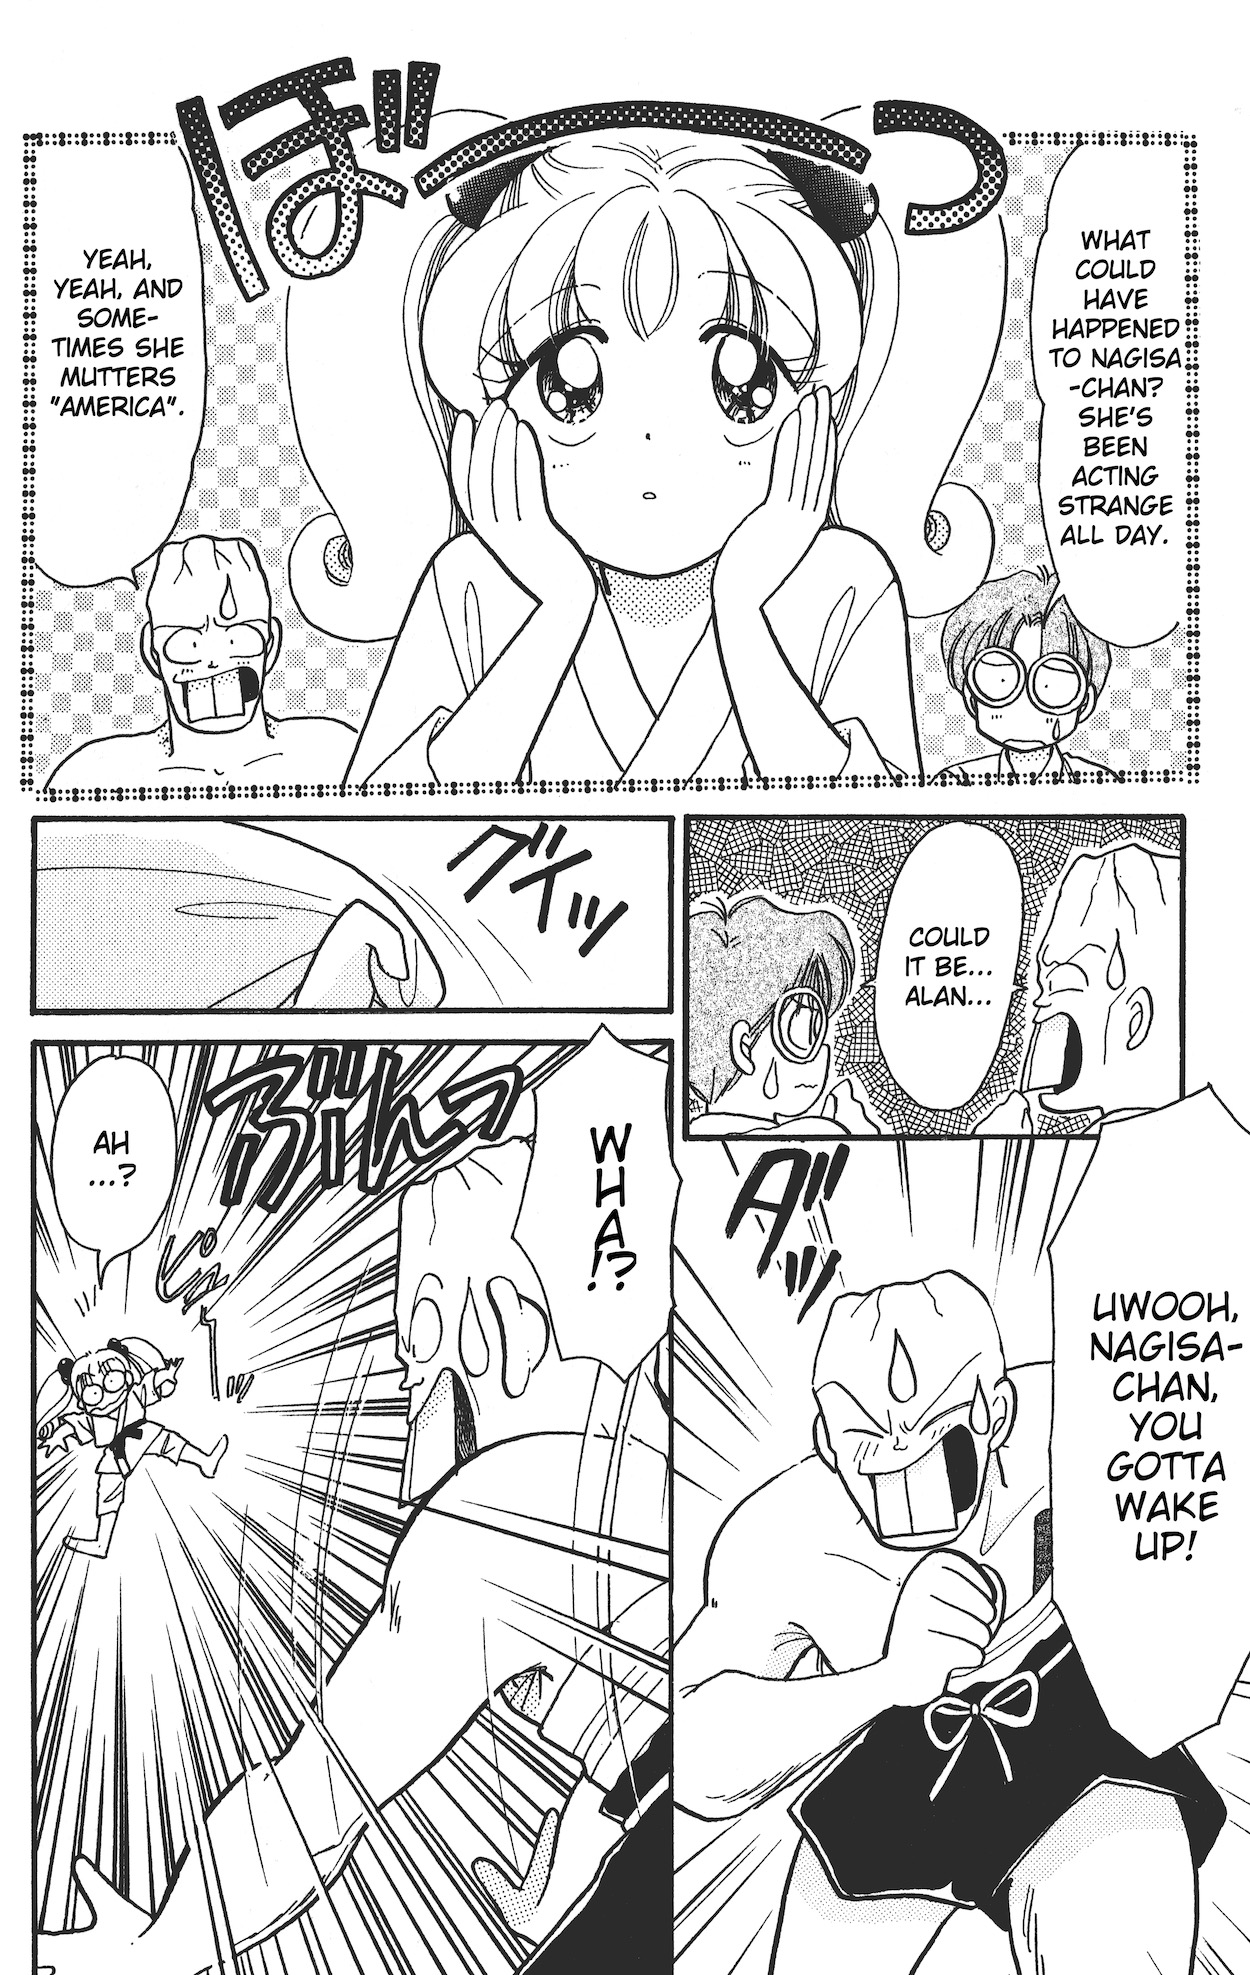 ぼーっ
WHAT
COULD
HAVE
HAPPENED
TO NAGISA
-CHAN?
SHE'S
BEEN
ACTING
STRANGE
ALL DAY.
YEAH,
YEAH, AND
SOME-
TIMES SHE
MUTTERS
"AMERICA".
COULD
IT BE...
ALAN...
グイッ
UWOOH,
NAGISA-
CHAN,
YOU
GOTTA
WAKE
UP!
ダッ
WHA!?
ぶんっ
AH
...?